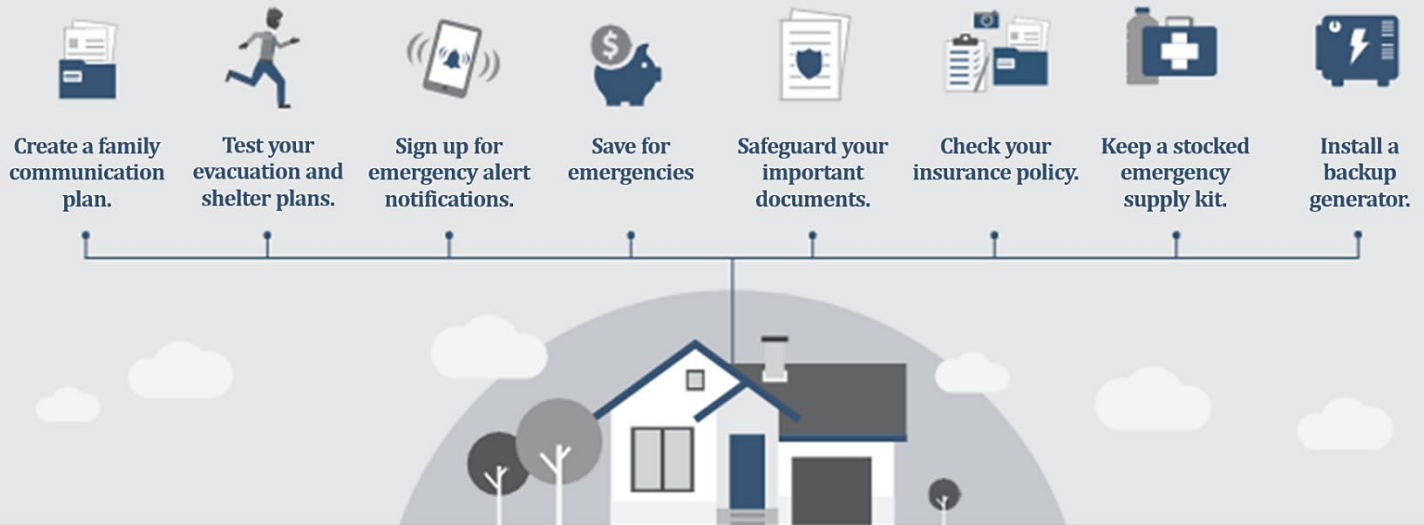 Create a family
communication
plan.
Test your
evacuation and
shelter plans.
Sign up for
emergency alert
notifications.
Save for
emergencies
Safeguard your
important
documents.
Check your
insurance policy.
Keep a stocked
emergency
supply kit.
Install a
backup
generator.
$